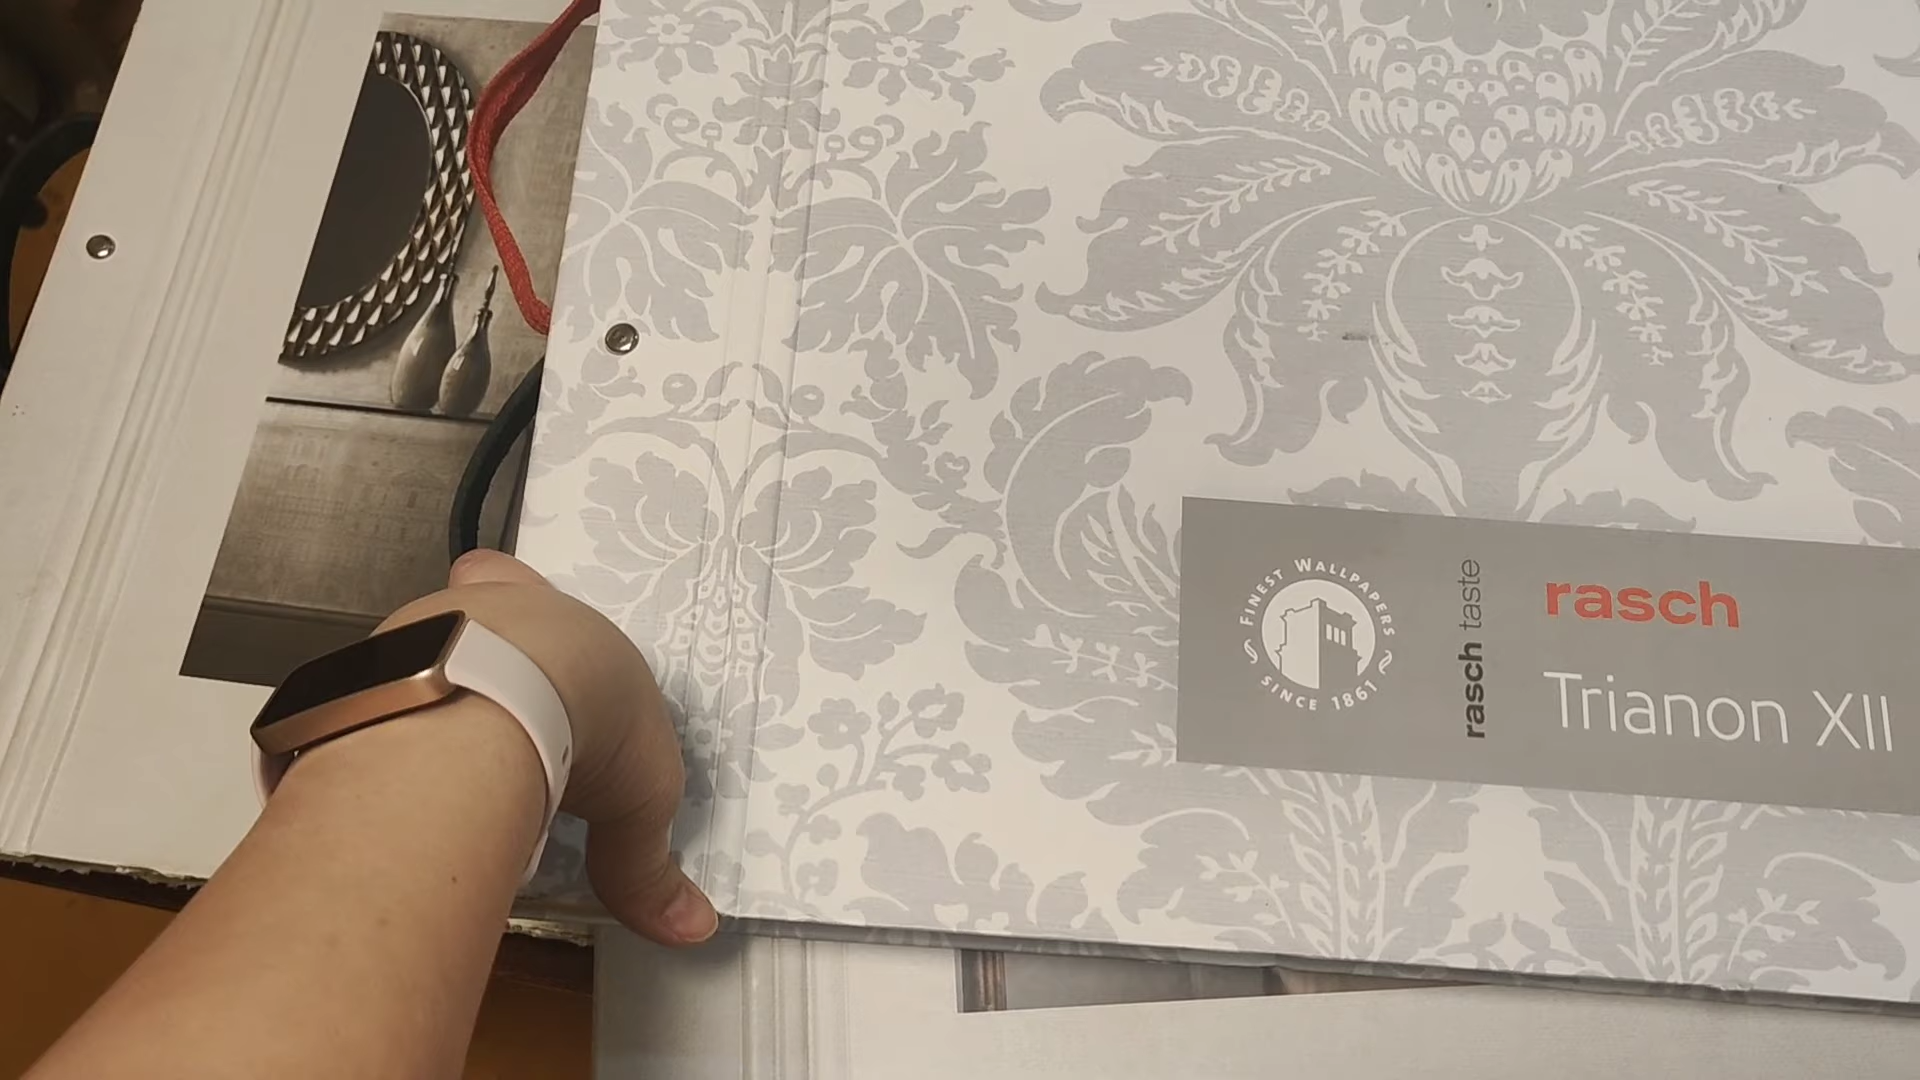 FINEST WALLPAPERS
SINCE 1861
rasch taste
rasch
Trianon XII